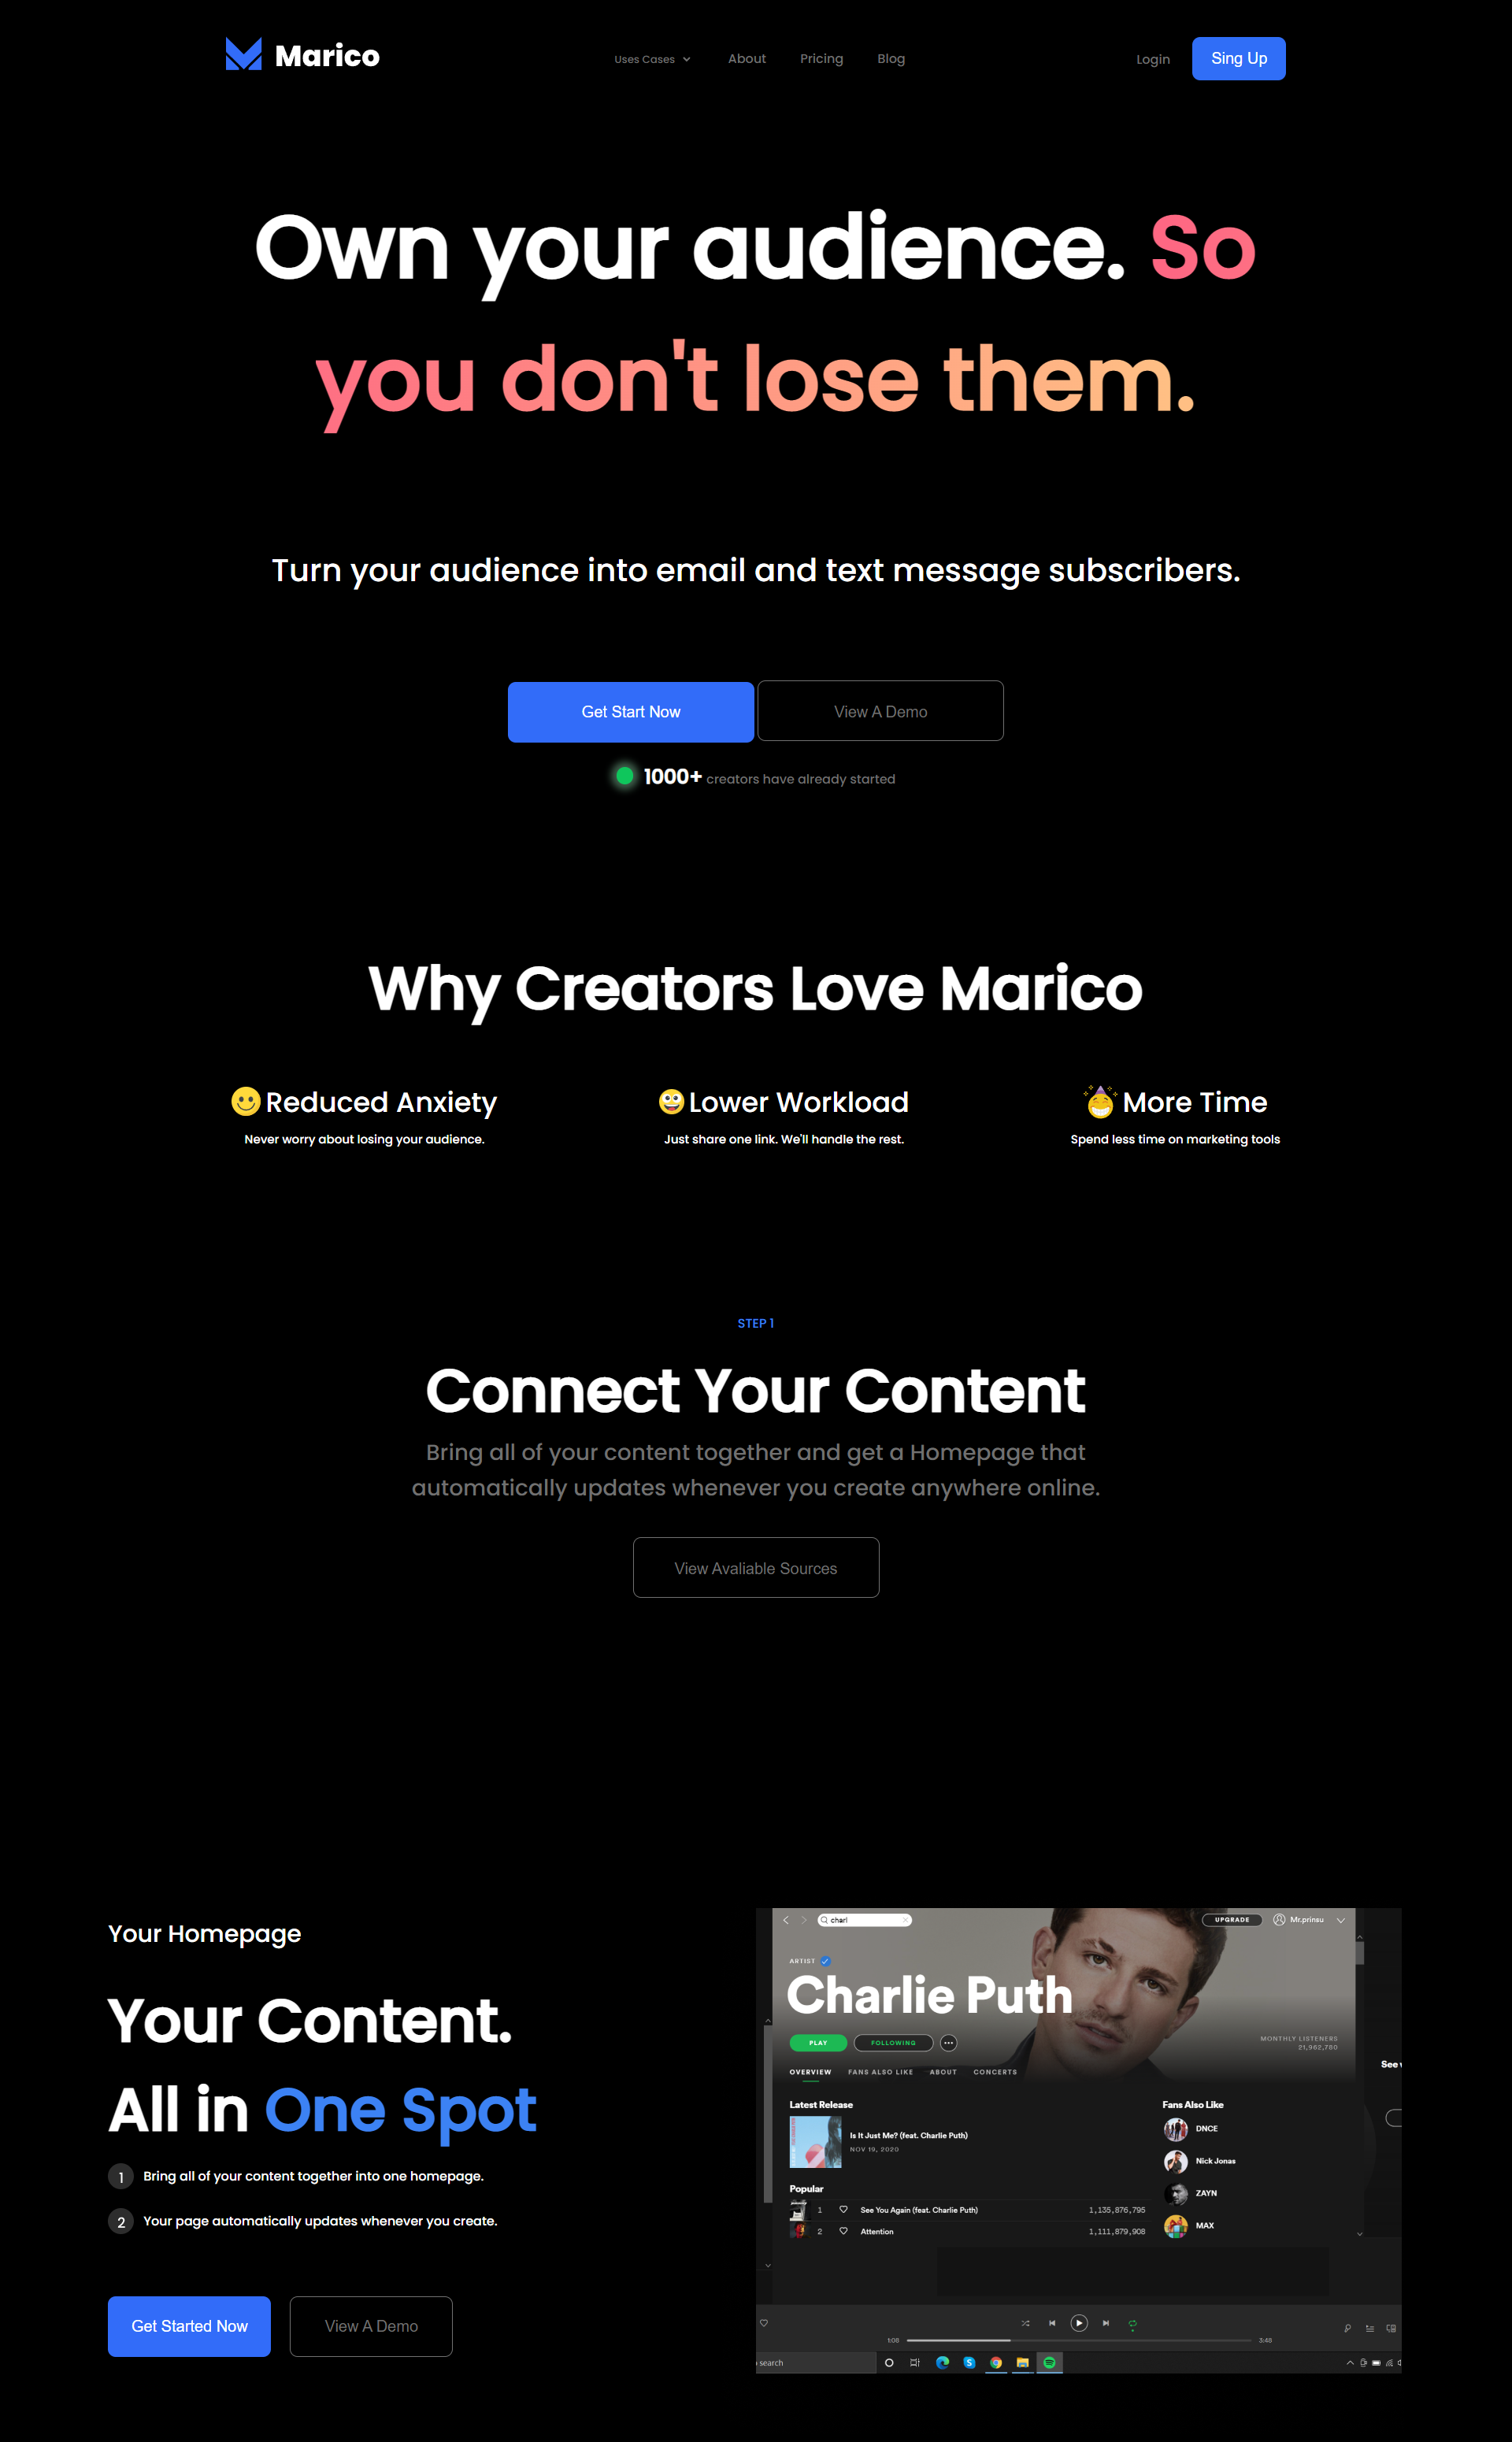 Marico
Uses Cases
About
Pricing
Blog
Login
Sing Up
Own your audience. So
you don't lose them.
Turn your audience into email and text message subscribers.
Get Start Now
View A Demo
1000+ creators have already started
Why Creators Love Marico
Reduced Anxiety
Never worry about losing your audience.
Lower Workload
Just share one link. We'll handle the rest.
More Time
Spend less time on marketing tools
STEP 1
Connect Your Content
Bring all of your content together and get a Homepage that
automatically updates whenever you create anywhere online.
View Avaliable Sources
Your Homepage
Your Content.
All in One Spot
1 Bring all of your content together into one homepage.
2 Your page automatically updates whenever you create.
Get Started Now
View A Demo
charl
UPGRADE
Mr.prinsu
ARTIST
Charlie Puth
PLAY
FOLLOWING
MONTHLY LISTENERS
21,962,780
OVERVIEW
FANS ALSO LIKE
ABOUT
CONCERTS
See
Latest Release
Is It Just Me? (feat. Charlie Puth)
NOV 19, 2020
Popular
1 See You Again (feat. Charlie Puth) 1,135,876,795
2 Attention 1,111,879,908
Fans Also Like
DNCE
Nick Jonas
ZAYN
MAX
1:08
3:48
search